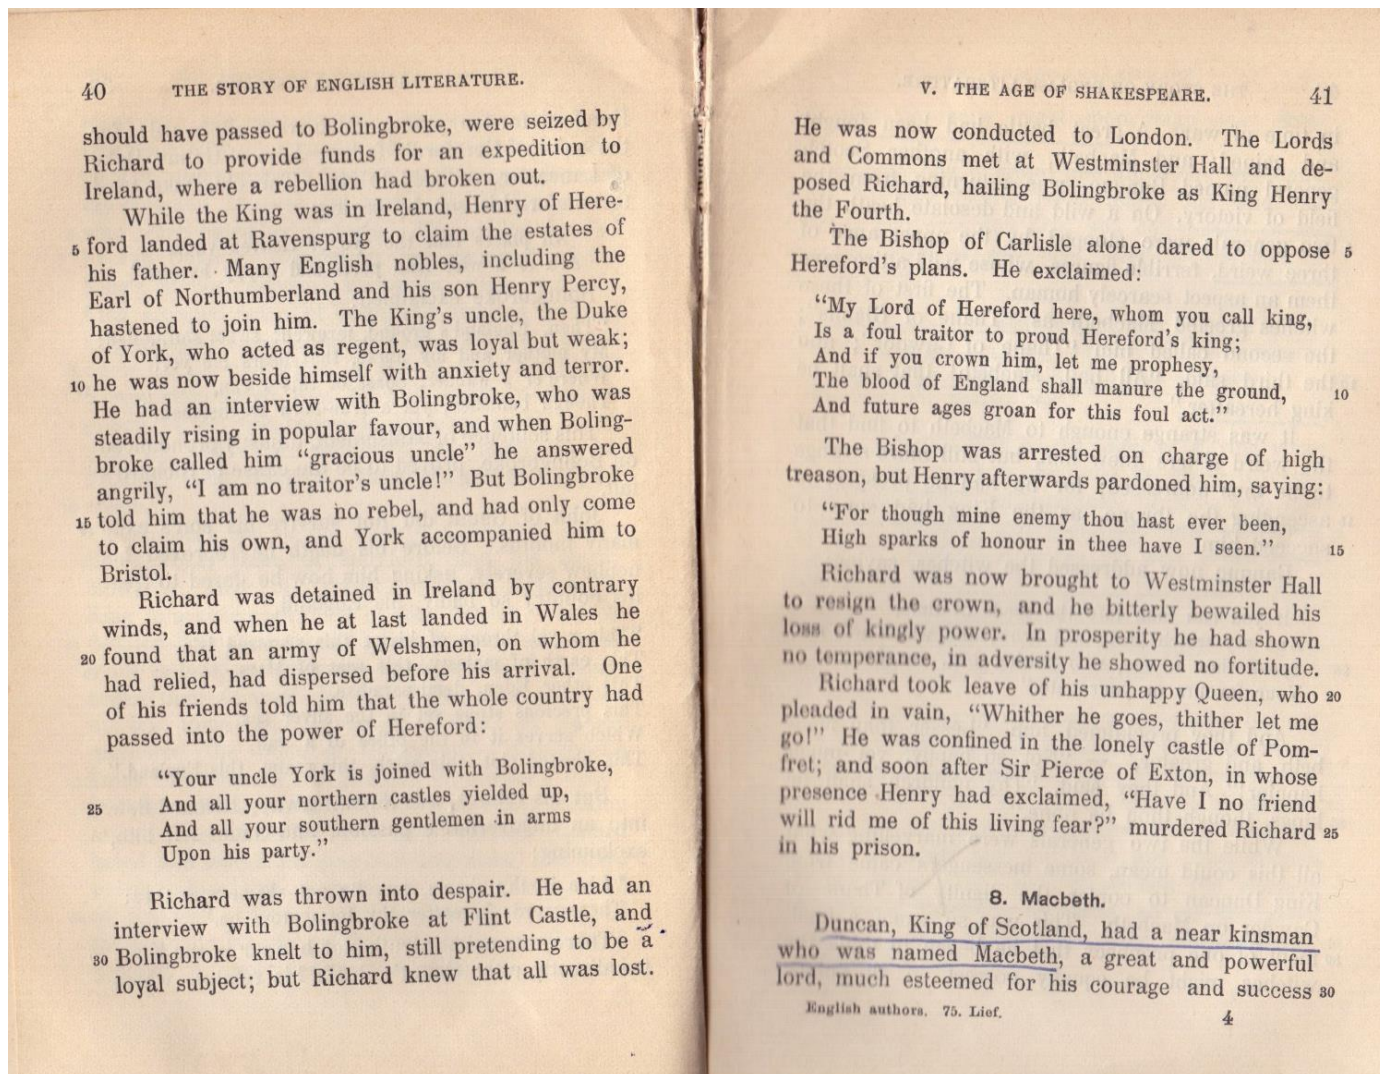 40 THE STORY OF ENGLISH LITERATURE.
should have passed to Bolingbroke, were seized by
Richard to provide funds for an expedition to
Ireland, where a rebellion had broken out.
While the King was in Ireland, Henry of Here-
5 ford landed at Ravenspurg to claim the estates of
his father. Many English nobles, including the
Earl of Northumberland and his son Henry Percy,
hastened to join him. The King's uncle, the Duke
of York, who acted as regent, was loyal but weak;
10 he was now beside himself with anxiety and terror.
He had an interview with Bolingbroke, who was
steadily rising in popular favour, and when Boling-
broke called him "gracious uncle" he answered
angrily, "I am no traitor's uncle!" But Bolingbroke
15 told him that he was no rebel, and had only come
to claim his own, and York accompanied him to
Bristol.
Richard was detained in Ireland by contrary
winds, and when he at last landed in Wales he
20 found that an army of Welshmen, on whom he
had relied, had dispersed before his arrival. One
of his friends told him that the whole country had
passed into the power of Hereford:
"Your uncle York is joined with Bolingbroke,
25 And all your northern castles yielded up,
And all your southern gentlemen in arms
Upon his party."
Richard was thrown into despair. He had an
interview with Bolingbroke at Flint Castle, and
30 Bolingbroke knelt to him, still pretending to be a
loyal subject; but Richard knew that all was lost.
V. THE AGE OF SHAKESPEARE. 41
He was now conducted to London. The Lords
and Commons met at Westminster Hall and de-
posed Richard, hailing Bolingbroke as King Henry
the Fourth.
The Bishop of Carlisle alone dared to oppose 5
Hereford's plans. He exclaimed:
"My Lord of Hereford here, whom you call king,
Is a foul traitor to proud Hereford's king;
And if you crown him, let me prophesy,
The blood of England shall manure the ground, 10
And future ages groan for this foul act."
The Bishop was arrested on charge of high
treason, but Henry afterwards pardoned him, saying:
"For though mine enemy thou hast ever been,
High sparks of honour in thee have I seen." 15
Richard was now brought to Westminster Hall
to resign the crown, and he bitterly bewailed his
loss of kingly power. In prosperity he had shown
no temperance, in adversity he showed no fortitude.
Richard took leave of his unhappy Queen, who 20
pleaded in vain, "Whither he goes, thither let me
go!" He was confined in the lonely castle of Pom-
fret; and soon after Sir Pierce of Exton, in whose
presence Henry had exclaimed, "Have I no friend
will rid me of this living fear?" murdered Richard 25
in his prison.
8. Macbeth.
Duncan, King of Scotland, had a near kinsman
who was named Macbeth, a great and powerful
lord, much esteemed for his courage and success 30
English authors. 75. Lief. 4